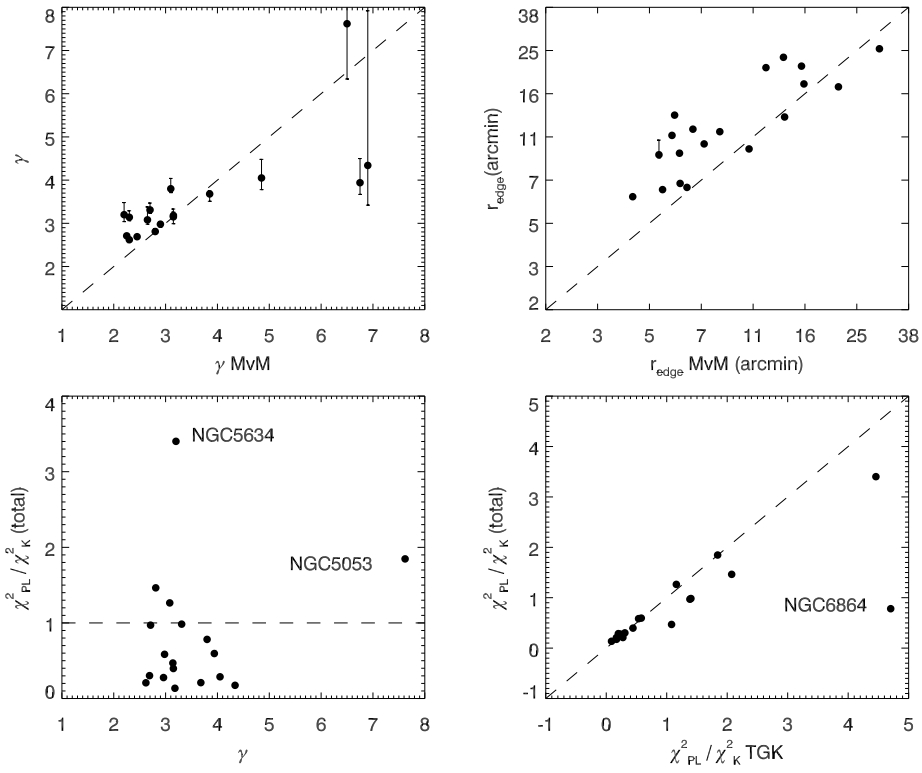 8
7
6
5
4
3
2
γ
1 2 3 4 5 6 7 8
γ MvM
38
25
16
11
7
5
3
2
r_edge (arcmin)
2 3 5 7 11 16 25 38
r_edge MvM (arcmin)
4
3
2
1
0
χ²_PL / χ²_K (total)
NGC5634
NGC5053
1 2 3 4 5 6 7 8
γ
5
4
3
2
1
0
-1
χ²_PL / χ²_K (total)
NGC6864
-1 0 1 2 3 4 5
χ²_PL / χ²_K TGK